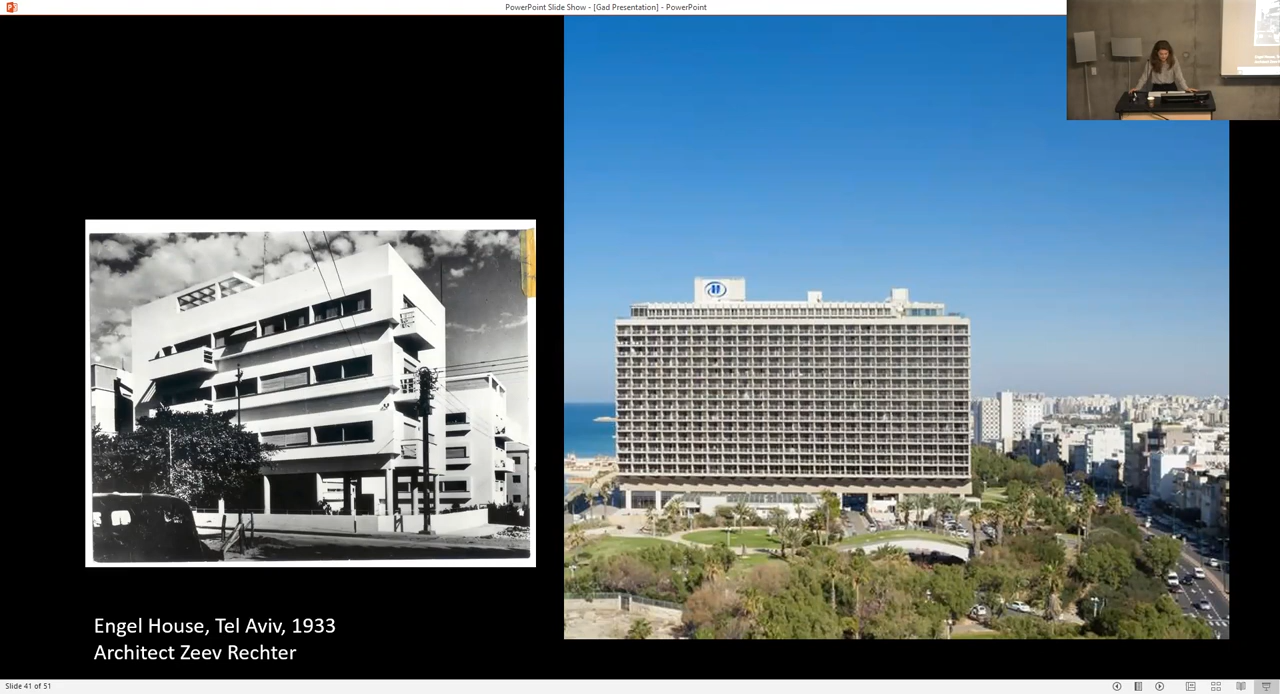 PowerPoint Slide Show - [Gad Presentation] - PowerPoint
Engel House, Tel Aviv, 1933
Architect Zeev Rechter
Slide 41 of 51